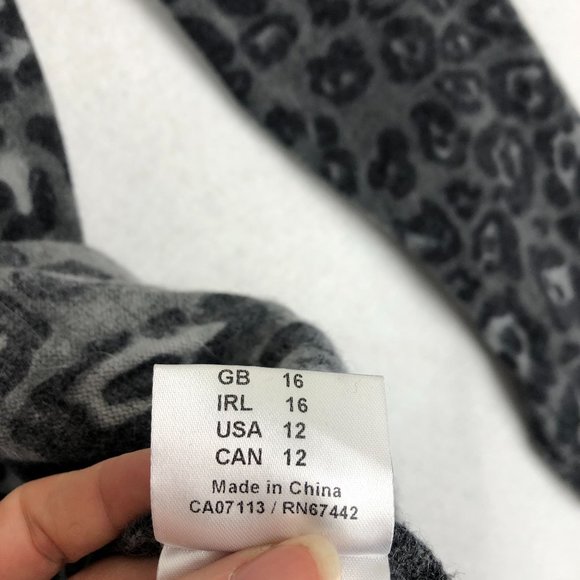 GB 16
IRL 16
USA 12
CAN 12
Made in China
CA07113 / RN67442